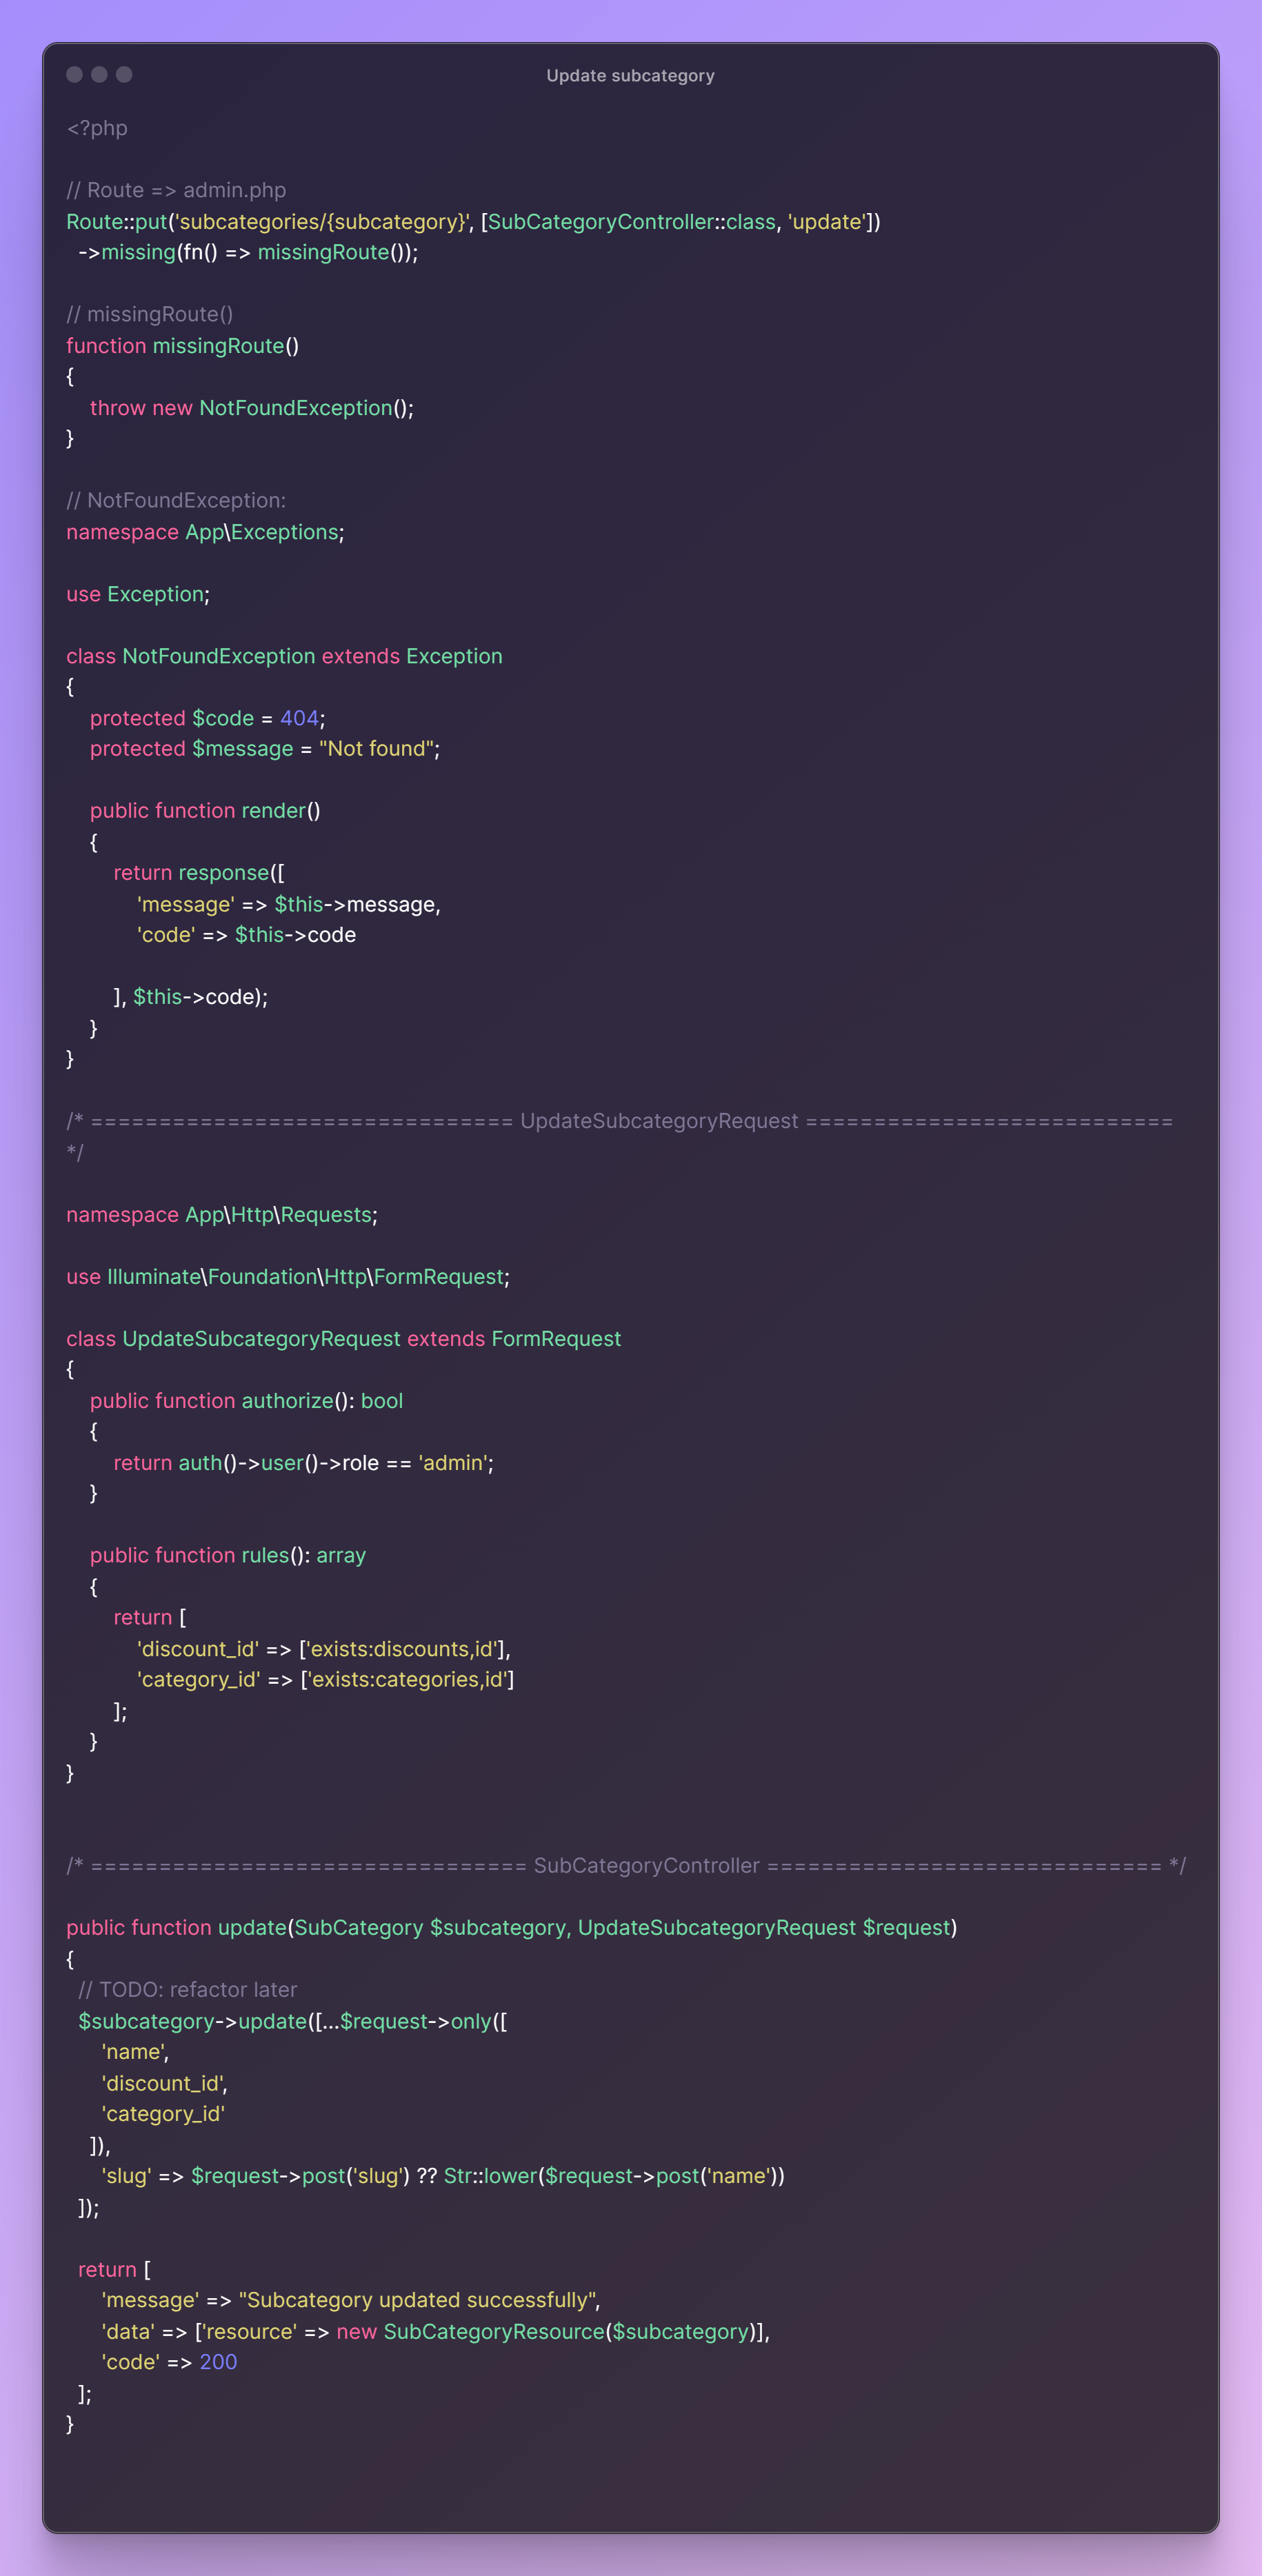 Update subcategory
<?php
// Route => admin.php
Route::put('subcategories/{subcategory}', [SubCategoryController::class, 'update'])
->missing(fn() => missingRoute());
// missingRoute()
function missingRoute()
{
throw new NotFoundException();
}
// NotFoundException:
namespace App\Exceptions;
use Exception;
class NotFoundException extends Exception
{
protected $code = 404;
protected $message = "Not found";
public function render()
{
return response([
'message' => $this->message,
'code' => $this->code
], $this->code);
}
}
/* =============================== UpdateSubcategoryRequest ===========================
*/
namespace App\Http\Requests;
use Illuminate\Foundation\Http\FormRequest;
class UpdateSubcategoryRequest extends FormRequest
{
public function authorize(): bool
{
return auth()->user()->role == 'admin';
}
public function rules(): array
{
return [
'discount_id' => ['exists:discounts,id'],
'category_id' => ['exists:categories,id']
];
}
}
/* ================================ SubCategoryController ============================= */
public function update(SubCategory $subcategory, UpdateSubcategoryRequest $request)
{
// TODO: refactor later
$subcategory->update([...$request->only([
'name',
'discount_id',
'category_id'
]),
'slug' => $request->post('slug') ?? Str::lower($request->post('name'))
]);
return [
'message' => "Subcategory updated successfully",
'data' => ['resource' => new SubCategoryResource($subcategory)],
'code' => 200
];
}